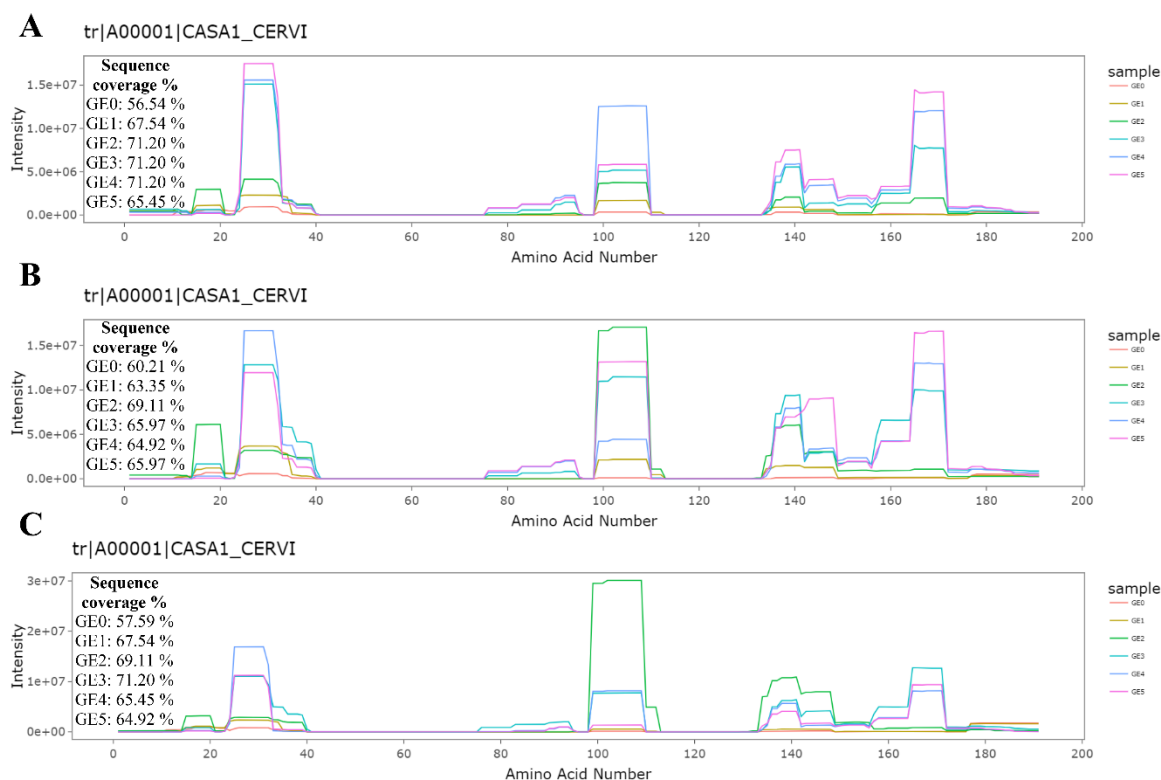 A
tr|A00001|CASA1_CERVI
Sequence
coverage %
GE0: 56.54 %
GE1: 67.54 %
GE2: 71.20 %
GE3: 71.20 %
GE4: 71.20 %
GE5: 65.45 %
1.5e+07
1.0e+07
5.0e+06
0.0e+00
Intensity
0 20 40 60 80 100 120 140 160 180 200
Amino Acid Number
sample
GE0
GE1
GE2
GE3
GE4
GE5
B
tr|A00001|CASA1_CERVI
Sequence
coverage %
GE0: 60.21 %
GE1: 63.35 %
GE2: 69.11 %
GE3: 65.97 %
GE4: 64.92 %
GE5: 65.97 %
1.5e+07
1.0e+07
5.0e+06
0.0e+00
Intensity
0 20 40 60 80 100 120 140 160 180 200
Amino Acid Number
sample
GE0
GE1
GE2
GE3
GE4
GE5
C
tr|A00001|CASA1_CERVI
Sequence
coverage %
GE0: 57.59 %
GE1: 67.54 %
GE2: 69.11 %
GE3: 71.20 %
GE4: 65.45 %
GE5: 64.92 %
3e+07
2e+07
1e+07
0e+00
Intensity
0 20 40 60 80 100 120 140 160 180 200
Amino Acid Number
sample
GE0
GE1
GE2
GE3
GE4
GE5